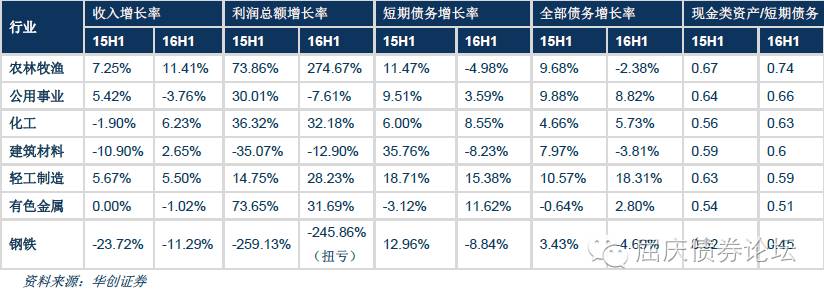 行业 收入增长率 利润总额增长率 短期债务增长率 全部债务增长率 现金类资产/短期债务
15H1 16H1 15H1 16H1 15H1 16H1 15H1 16H1 15H1 16H1
农林牧渔 7.25% 11.41% 73.86% 274.67% 11.47% -4.98% 9.68% -2.38% 0.67 0.74
公用事业 5.42% -3.76% 30.01% -7.61% 9.51% 3.59% 9.88% 8.82% 0.64 0.66
化工 -1.90% 6.23% 36.32% 32.18% 6.00% 8.55% 4.66% 5.73% 0.56 0.63
建筑材料 -10.90% 2.65% -35.07% -12.90% 35.76% -8.23% 7.97% -3.81% 0.59 0.6
轻工制造 5.67% 5.50% 14.75% 28.23% 18.71% 15.38% 10.57% 18.31% 0.63 0.59
有色金属 0.00% -1.02% 73.65% 31.69% -3.12% 11.62% -0.64% 2.80% 0.54 0.51
钢铁 -23.72% -11.29% -259.13% -245.86% 12.96% -8.84% 3.43% 0.45
（扭亏）
屈庆债券论坛
资料来源：华创证券